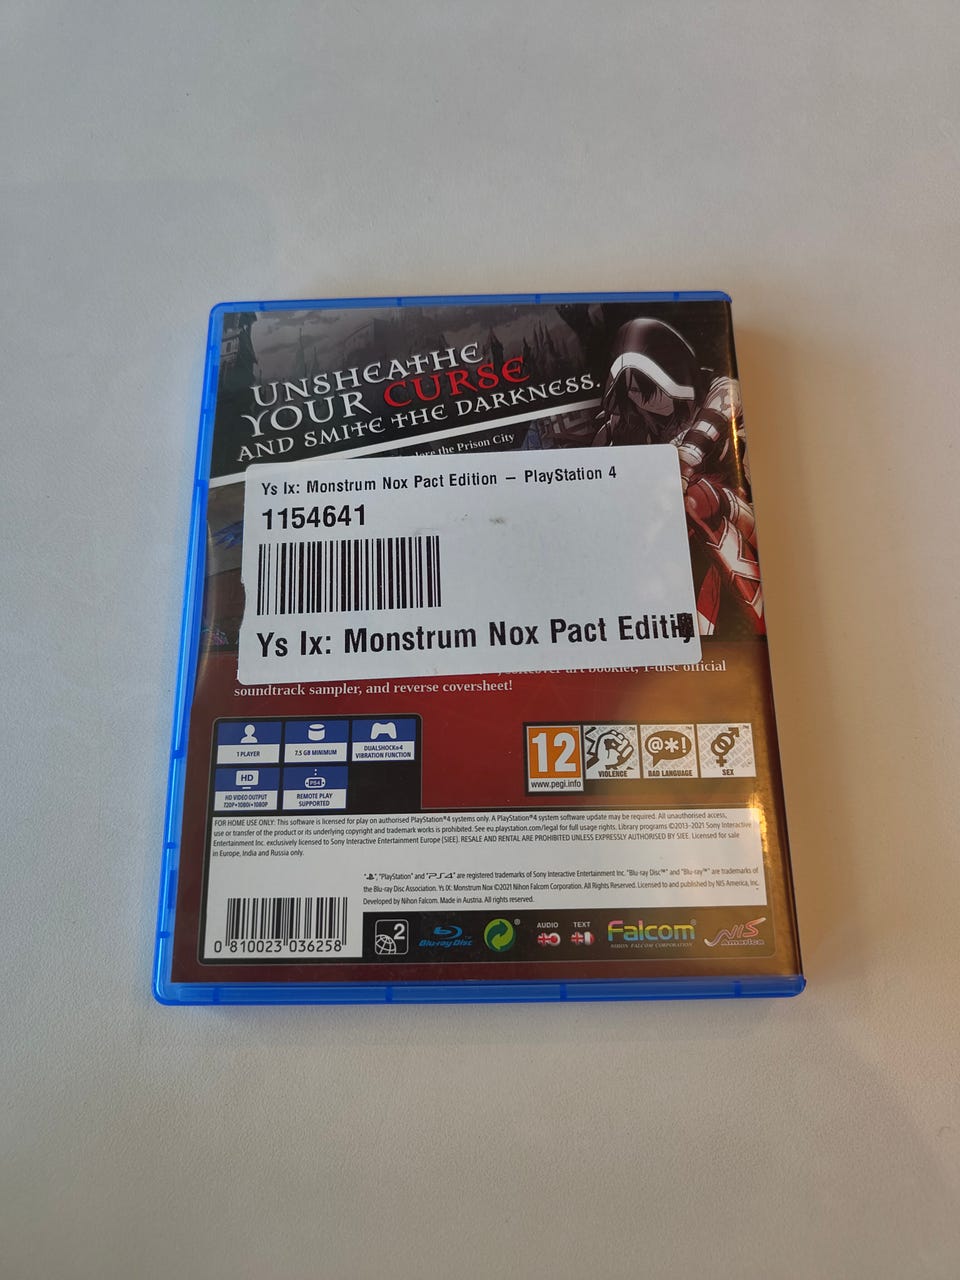 UNSHEATHE
YOUR CURSE
AND SMITE THE DARKNESS.
the Prison City
Ys Ix: Monstrum Nox Pact Edition – PlayStation 4
1154641
Ys Ix: Monstrum Nox Pact Editi
art booklet, 1-disc official
soundtrack sampler, and reverse coversheet!
1 PLAYER
7.5 GB MINIMUM
DUALSHOCK®4
VIBRATION FUNCTION
HD
HD VIDEO OUTPUT
720P•1080i•1080P
PS4
REMOTE PLAY
SUPPORTED
12
www.pegi.info
VIOLENCE
@*!
BAD LANGUAGE
SEX
FOR HOME USE ONLY: This software is licensed for play on authorised PlayStation®4 systems only. A PlayStation®4 system software update may be required. All unauthorised access,
use or transfer of the product or its underlying copyright and trademark works is prohibited. See eu.playstation.com/legal for full usage rights. Library programs ©2013-2021 Sony Interactive
Entertainment Inc. exclusively licensed to Sony Interactive Entertainment Europe (SIEE). RESALE AND RENTAL ARE PROHIBITED UNLESS EXPRESSLY AUTHORISED BY SIEE. Licensed for sale
in Europe, India and Russia only.
"PlayStation" and "PS4" are registered trademarks of Sony Interactive Entertainment Inc. "Blu-ray Disc™" and "Blu-ray™" are trademarks of
the Blu-ray Disc Association. Ys IX: Monstrum Nox ©2021 Nihon Falcom Corporation. All Rights Reserved. Licensed to and published by NIS America, Inc.
Developed by Nihon Falcom. Made in Austria. All rights reserved.
0 810023 036258
2
Blu-ray Disc
AUDIO
TEXT
Falcom
NIHON FALCOM CORPORATION
NIS
America